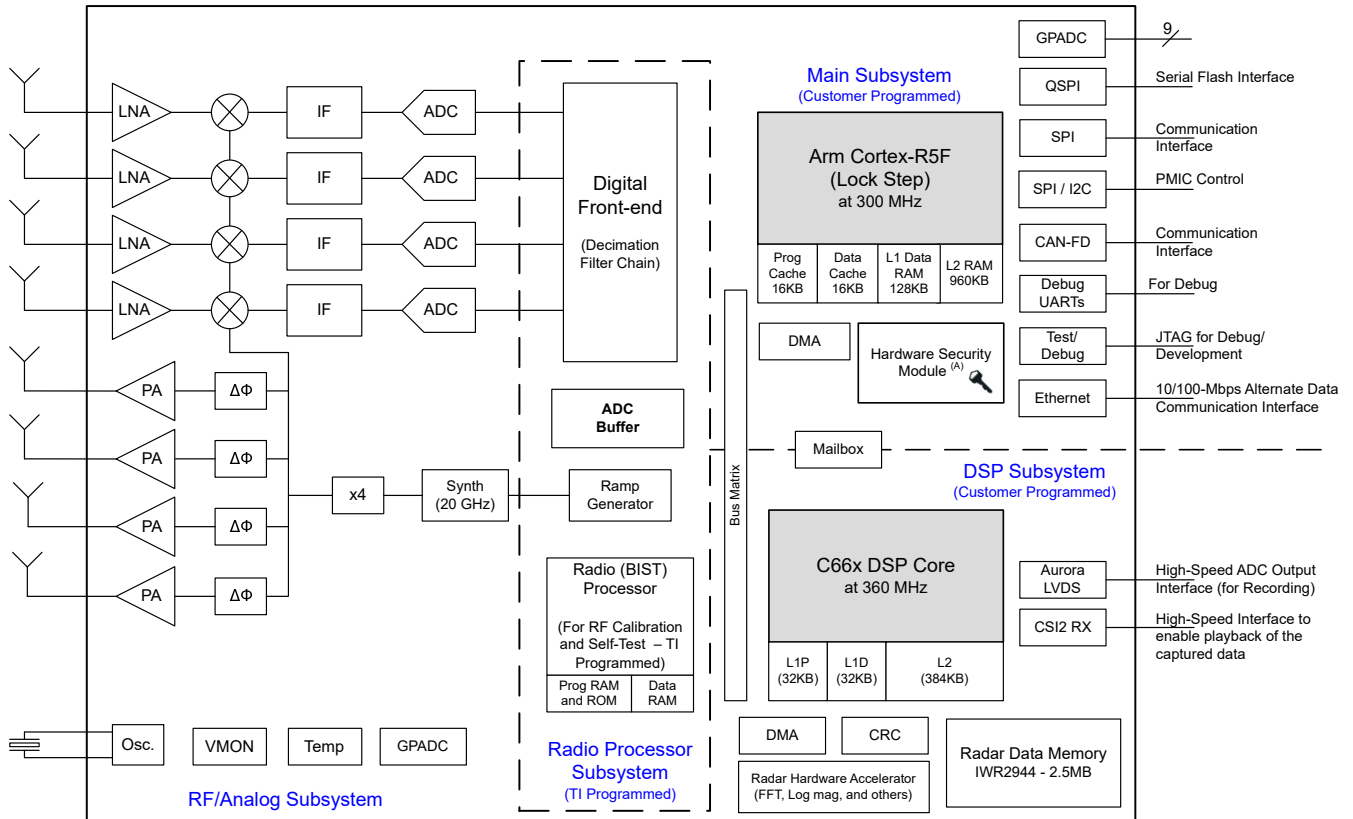 LNA
IF
ADC
LNA
IF
ADC
LNA
IF
ADC
LNA
IF
ADC
PA
ΔΦ
PA
ΔΦ
PA
ΔΦ
PA
ΔΦ
x4
Synth
(20 GHz)
Osc.
VMON
Temp
GPADC
RF/Analog Subsystem
Digital
Front-end
(Decimation
Filter Chain)
ADC
Buffer
Ramp
Generator
Radio (BIST)
Processor
(For RF Calibration
and Self-Test – TI
Programmed)
Prog RAM
and ROM
Data
RAM
Radio Processor
Subsystem
(TI Programmed)
Bus Matrix
Main Subsystem
(Customer Programmed)
Arm Cortex-R5F
(Lock Step)
at 300 MHz
Prog
Cache
16KB
Data
Cache
16KB
L1 Data
RAM
128KB
L2 RAM
960KB
DMA
Hardware Security
Module (A)
Mailbox
GPADC
9
QSPI
Serial Flash Interface
SPI
Communication
Interface
SPI / I2C
PMIC Control
CAN-FD
Communication
Interface
Debug
UARTs
For Debug
Test/
Debug
JTAG for Debug/
Development
Ethernet
10/100-Mbps Alternate Data
Communication Interface
DSP Subsystem
(Customer Programmed)
C66x DSP Core
at 360 MHz
L1P
(32KB)
L1D
(32KB)
L2
(384KB)
Aurora
LVDS
High-Speed ADC Output
Interface (for Recording)
CSI2 RX
High-Speed Interface to
enable playback of the
captured data
DMA
CRC
Radar Hardware Accelerator
(FFT, Log mag, and others)
Radar Data Memory
IWR2944 - 2.5MB